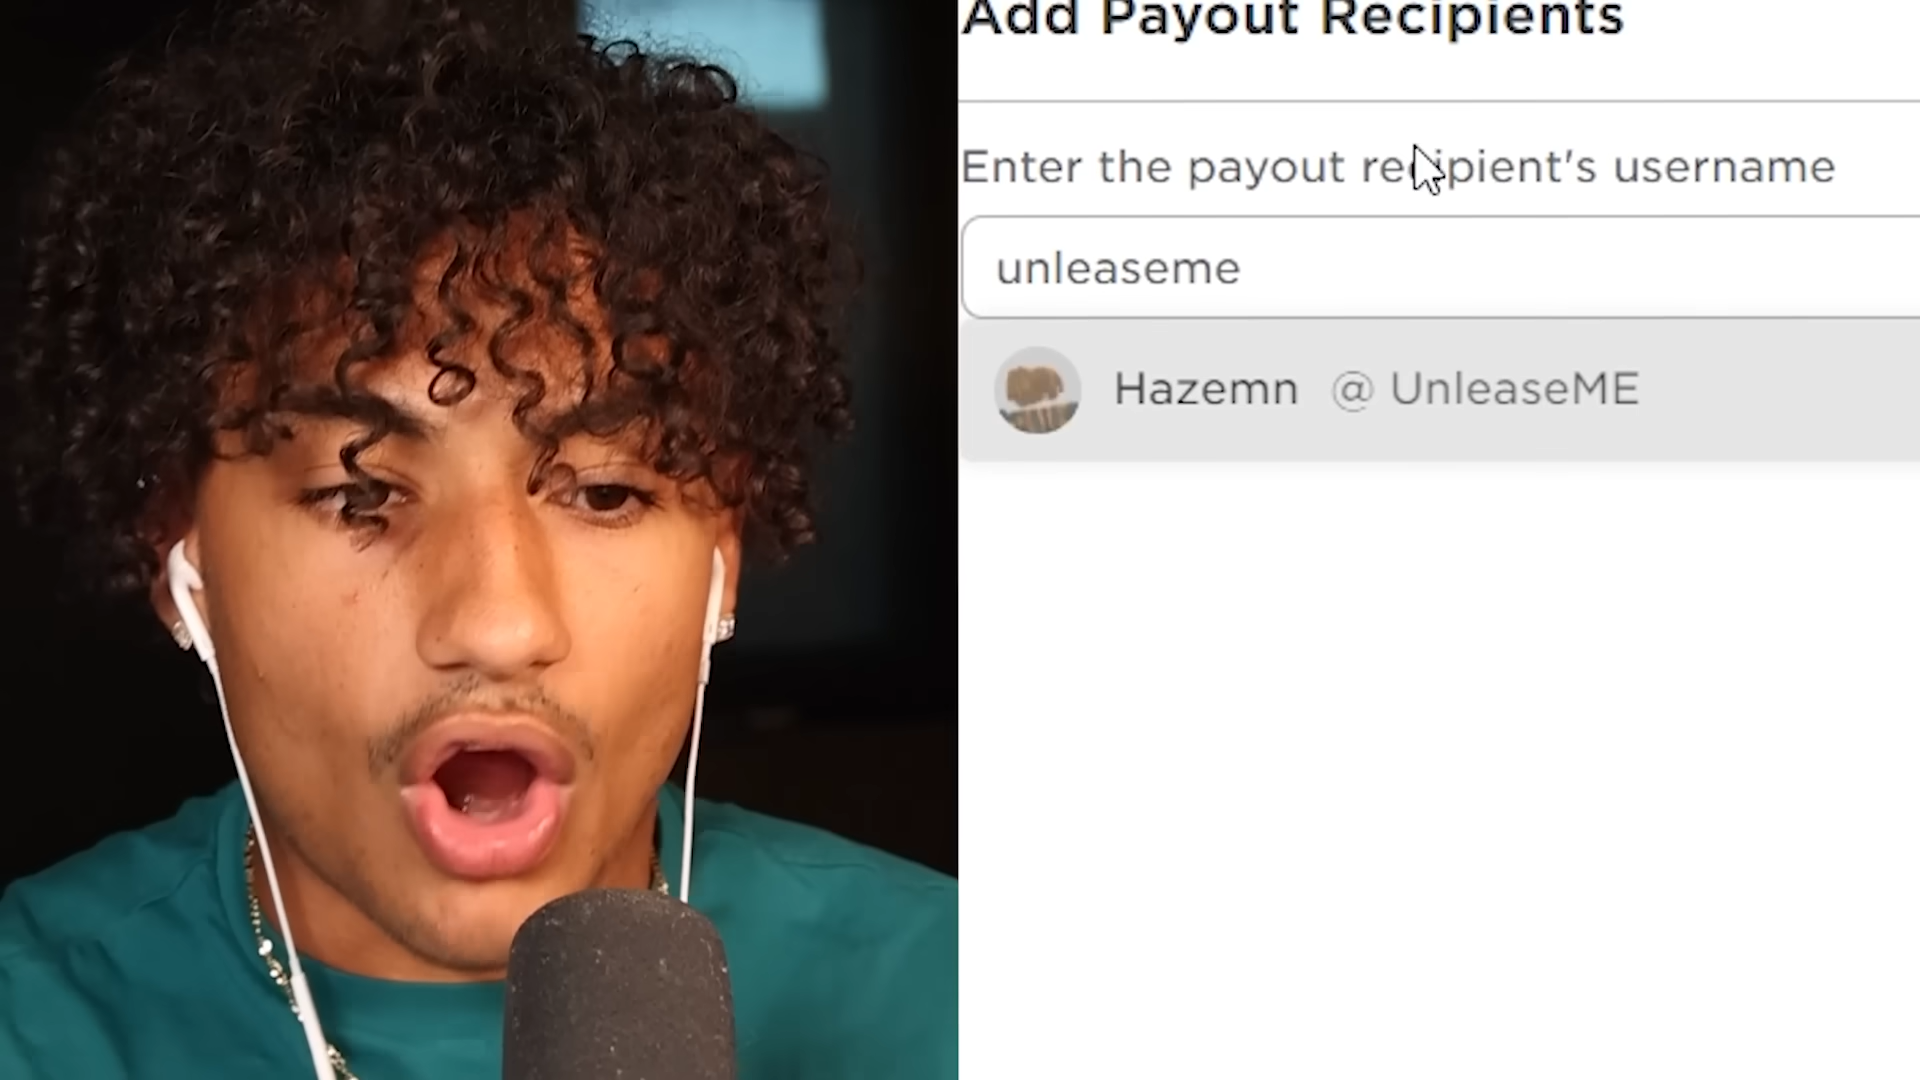 Add Payout Recipients
Enter the payout recipient's username
unleaseme
Hazemn @ UnleaseME